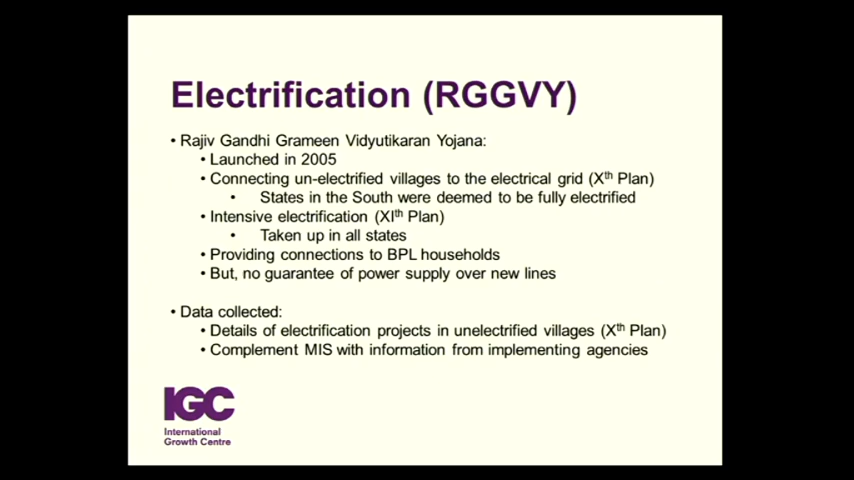 Electrification (RGGVY)
• Rajiv Gandhi Grameen Vidyutikaran Yojana:
• Launched in 2005
• Connecting un-electrified villages to the electrical grid (Xth Plan)
• States in the South were deemed to be fully electrified
• Intensive electrification (XIth Plan)
• Taken up in all states
• Providing connections to BPL households
• But, no guarantee of power supply over new lines
• Data collected:
• Details of electrification projects in unelectrified villages (Xth Plan)
• Complement MIS with information from implementing agencies
IGC
International
Growth Centre